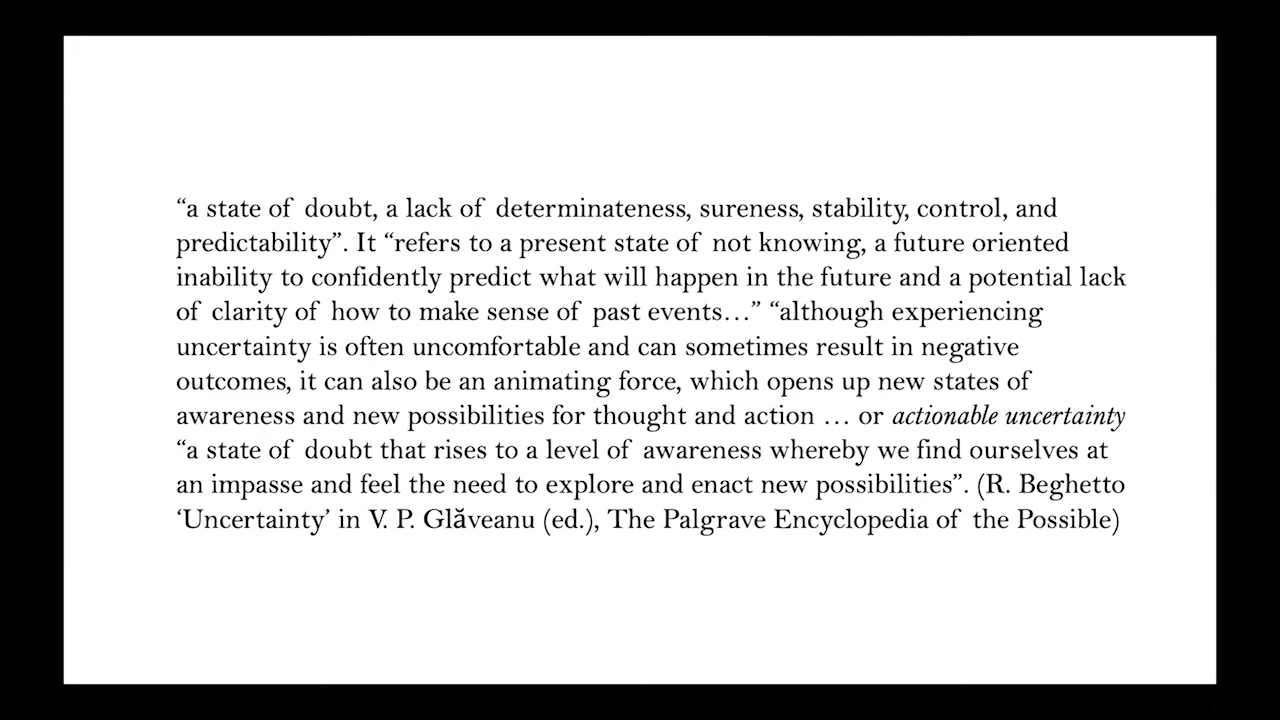 “a state of doubt, a lack of determinateness, sureness, stability, control, and
predictability”. It “refers to a present state of not knowing, a future oriented
inability to confidently predict what will happen in the future and a potential lack
of clarity of how to make sense of past events…” “although experiencing
uncertainty is often uncomfortable and can sometimes result in negative
outcomes, it can also be an animating force, which opens up new states of
awareness and new possibilities for thought and action … or actionable uncertainty
“a state of doubt that rises to a level of awareness whereby we find ourselves at
an impasse and feel the need to explore and enact new possibilities”. (R. Beghetto
‘Uncertainty’ in V. P. Glăveanu (ed.), The Palgrave Encyclopedia of the Possible)